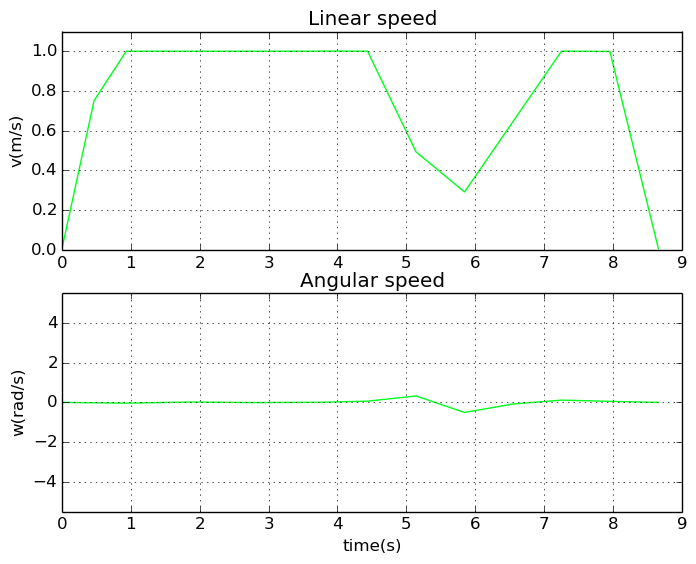 Linear speed
1.0
0.8
0.6
0.4
0.2
0.0
v(m/s)
0 1 2 3 4 5 6 7 8 9
Angular speed
4
2
0
−2
−4
w(rad/s)
0 1 2 3 4 5 6 7 8 9
time(s)